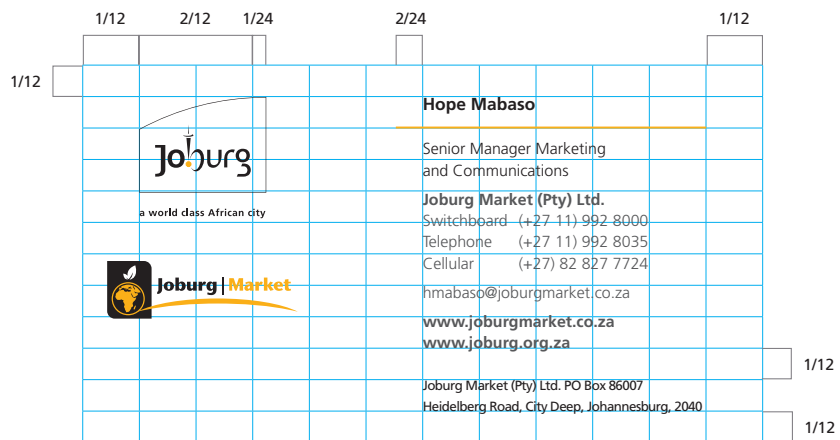 1/12 2/12 1/24 2/24 1/12
1/12
Joburg
a world class African city
Joburg | Market
Hope Mabaso
Senior Manager Marketing
and Communications
Joburg Market (Pty) Ltd.
Switchboard (+27 11) 992 8000
Telephone (+27 11) 992 8035
Cellular (+27) 82 827 7724
hmabaso@joburgmarket.co.za
www.joburgmarket.co.za
www.joburg.org.za
1/12
Joburg Market (Pty) Ltd. PO Box 86007
Heidelberg Road, City Deep, Johannesburg, 2040
1/12